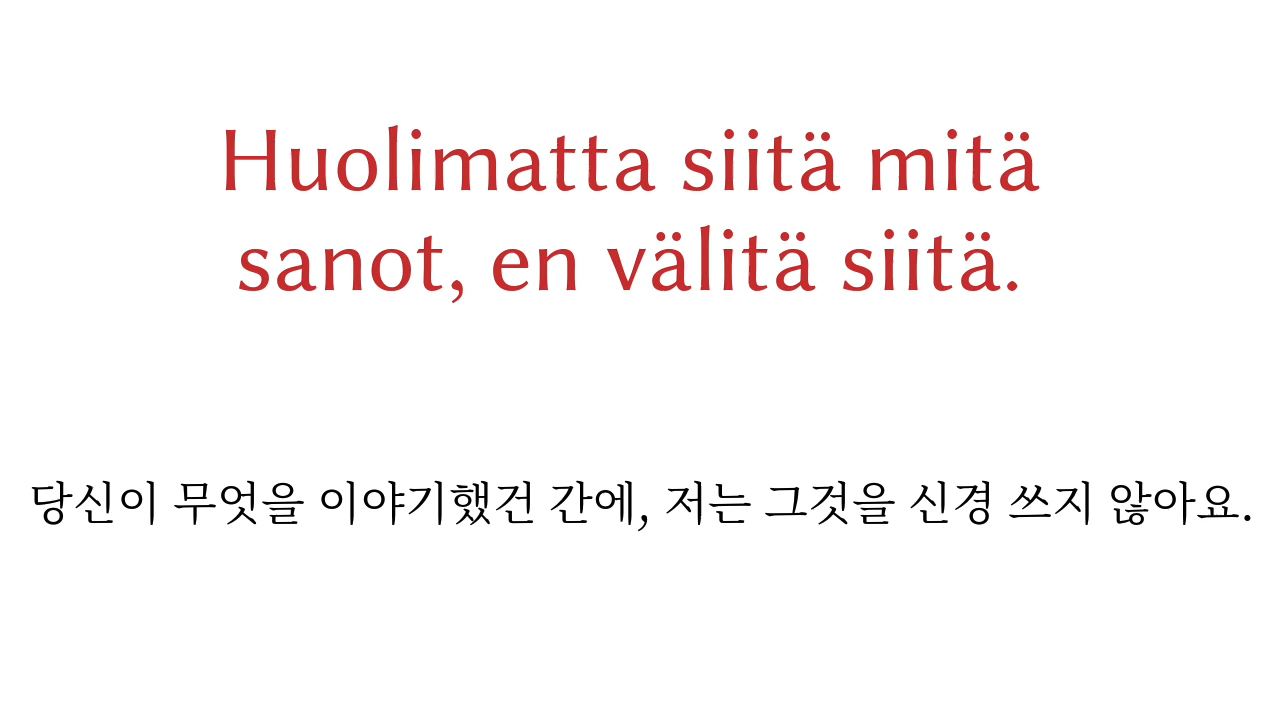 Huolimatta siitä mitä
sanot, en välitä siitä.
당신이 무엇을 이야기했건 간에, 저는 그것을 신경 쓰지 않아요.